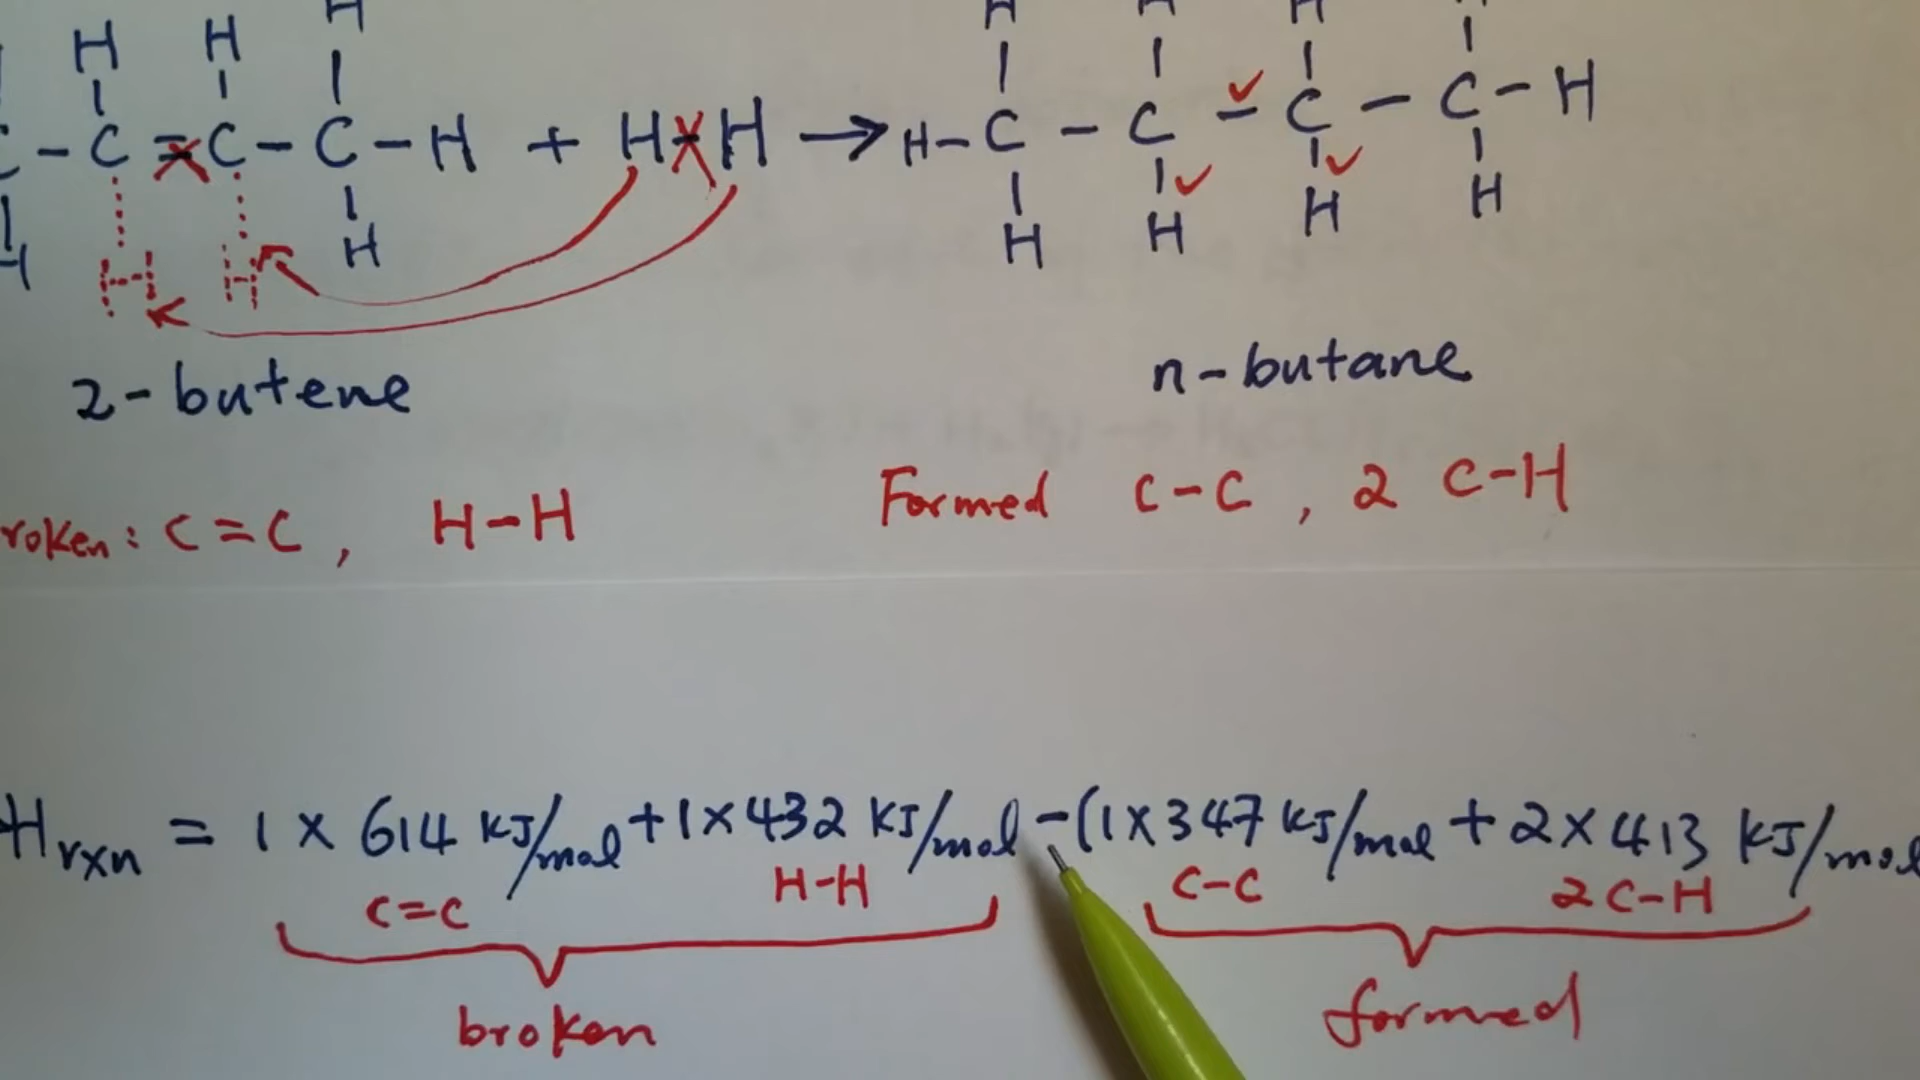 H H H H H H H
C - C = C - C - H + H - H → H - C - C - C - C - H
H H H H H H H
2-butene n-butane
roken: C=C, H-H Formed C-C, 2 C-H
Hrxn = 1 x 614 KJ/mol + 1 x 432 KJ/mol - (1 x 347 KJ/mol + 2 x 413 KJ/mol
C=C H-H C-C 2 C-H
broken formed